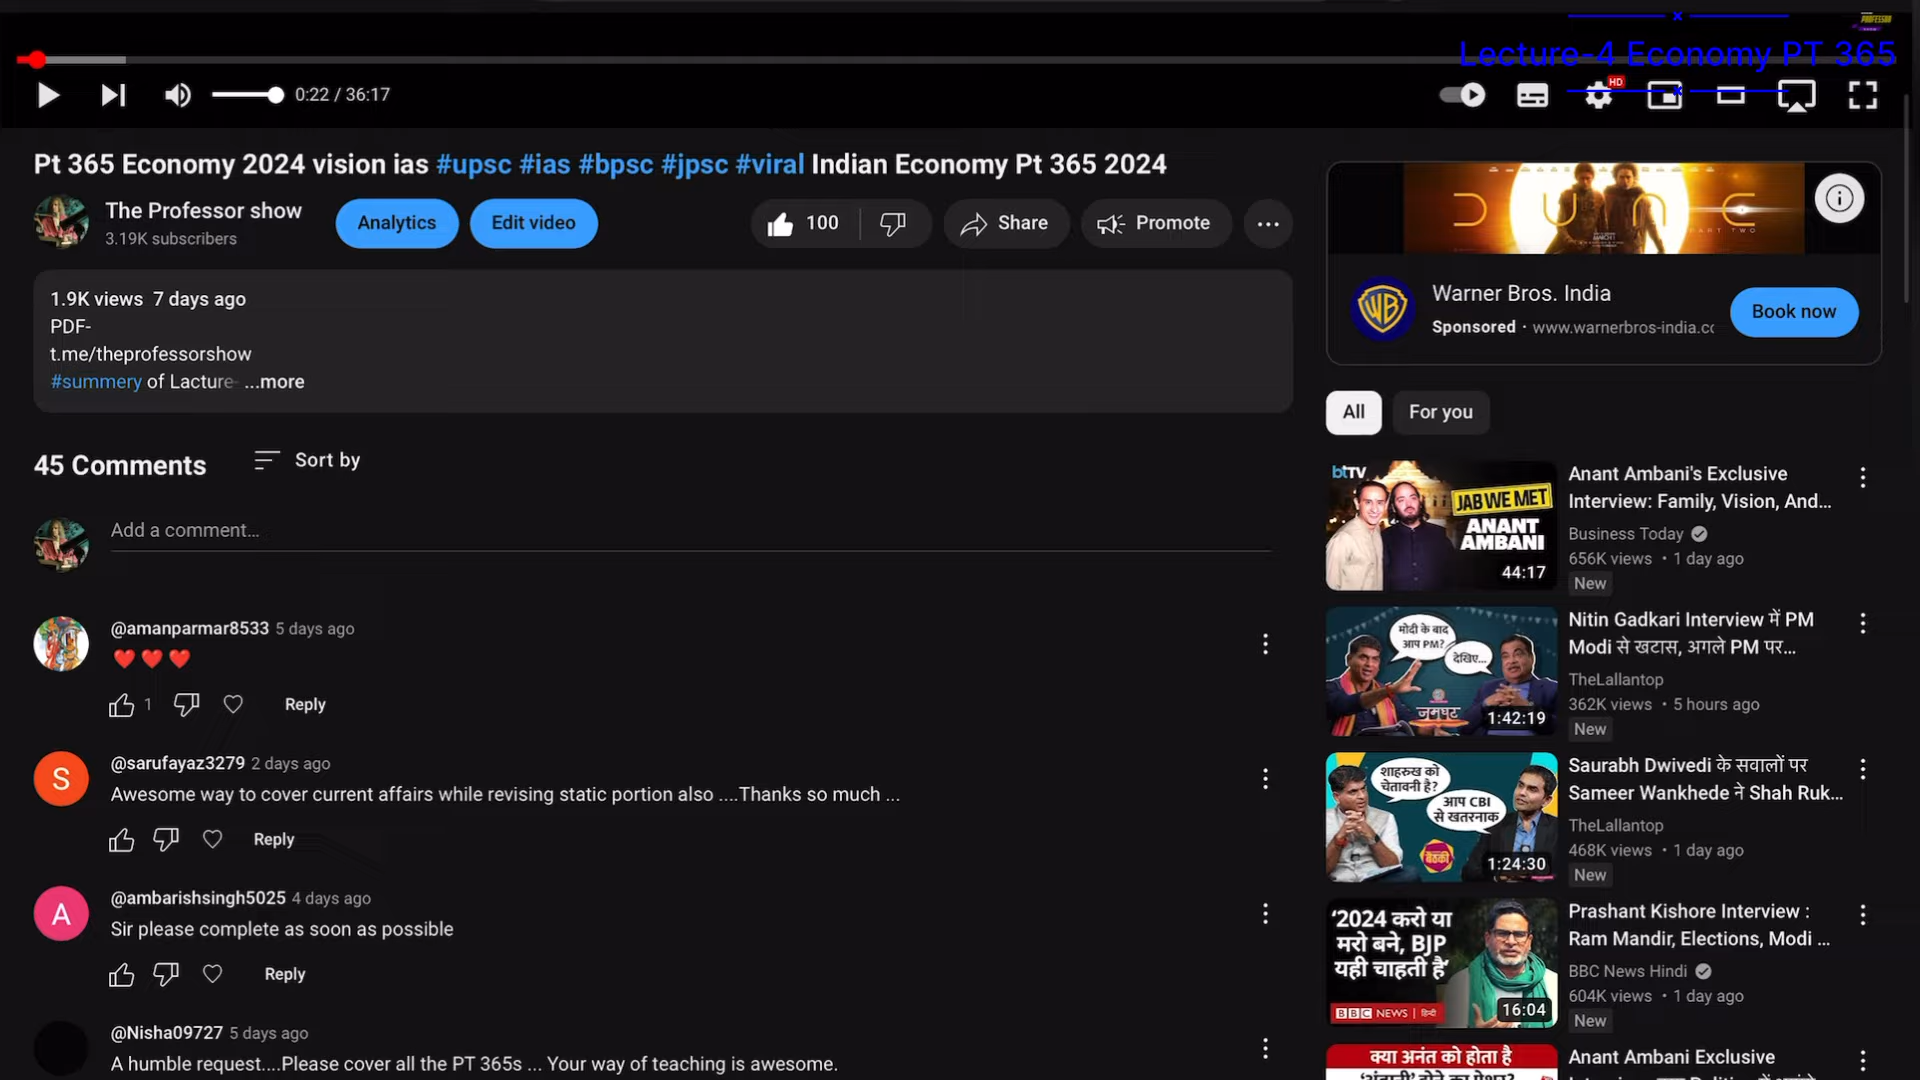 PROFESSOR
Lecture-4 Economy PT 365
0:22 / 36:17
HD
Pt 365 Economy 2024 vision ias #upsc #ias #bpsc #jpsc #viral Indian Economy Pt 365 2024
The Professor show
3.19K subscribers
Analytics
Edit video
100
Share
Promote
1.9K views 7 days ago
PDF-
t.me/theprofessorshow
#summery of Lacture- ...more
45 Comments
Sort by
Add a comment...
@amanparmar8533 5 days ago
❤️❤️❤️
1
Reply
S
@sarufayaz3279 2 days ago
Awesome way to cover current affairs while revising static portion also ....Thanks so much ...
Reply
A
@ambarishsingh5025 4 days ago
Sir please complete as soon as possible
Reply
@Nisha09727 5 days ago
A humble request....Please cover all the PT 365s ... Your way of teaching is awesome.
DUNE
PART TWO
WB
Warner Bros. India
Sponsored · www.warnerbros-india.co
Book now
All
For you
btTV
JAB WE MET
ANANT
AMBANI
44:17
Anant Ambani's Exclusive
Interview: Family, Vision, And...
Business Today
656K views • 1 day ago
New
मोदी के बाद
आप PM?
देखिए...
जमघट
1:42:19
Nitin Gadkari Interview में PM
Modi से खटास, अगले PM पर...
TheLallantop
362K views • 5 hours ago
New
शाहरुख को
चेतावनी है?
आप CBI
से खतरनाक
बैठकी
1:24:30
Saurabh Dwivedi के सवालों पर
Sameer Wankhede ने Shah Ruk...
TheLallantop
468K views • 1 day ago
New
‘2024 करो या
मरो बने, BJP
यही चाहती है’
BBC NEWS हिन्दी
16:04
Prashant Kishore Interview :
Ram Mandir, Elections, Modi ...
BBC News Hindi
604K views • 1 day ago
New
क्या अनंत को होता है
Anant Ambani Exclusive